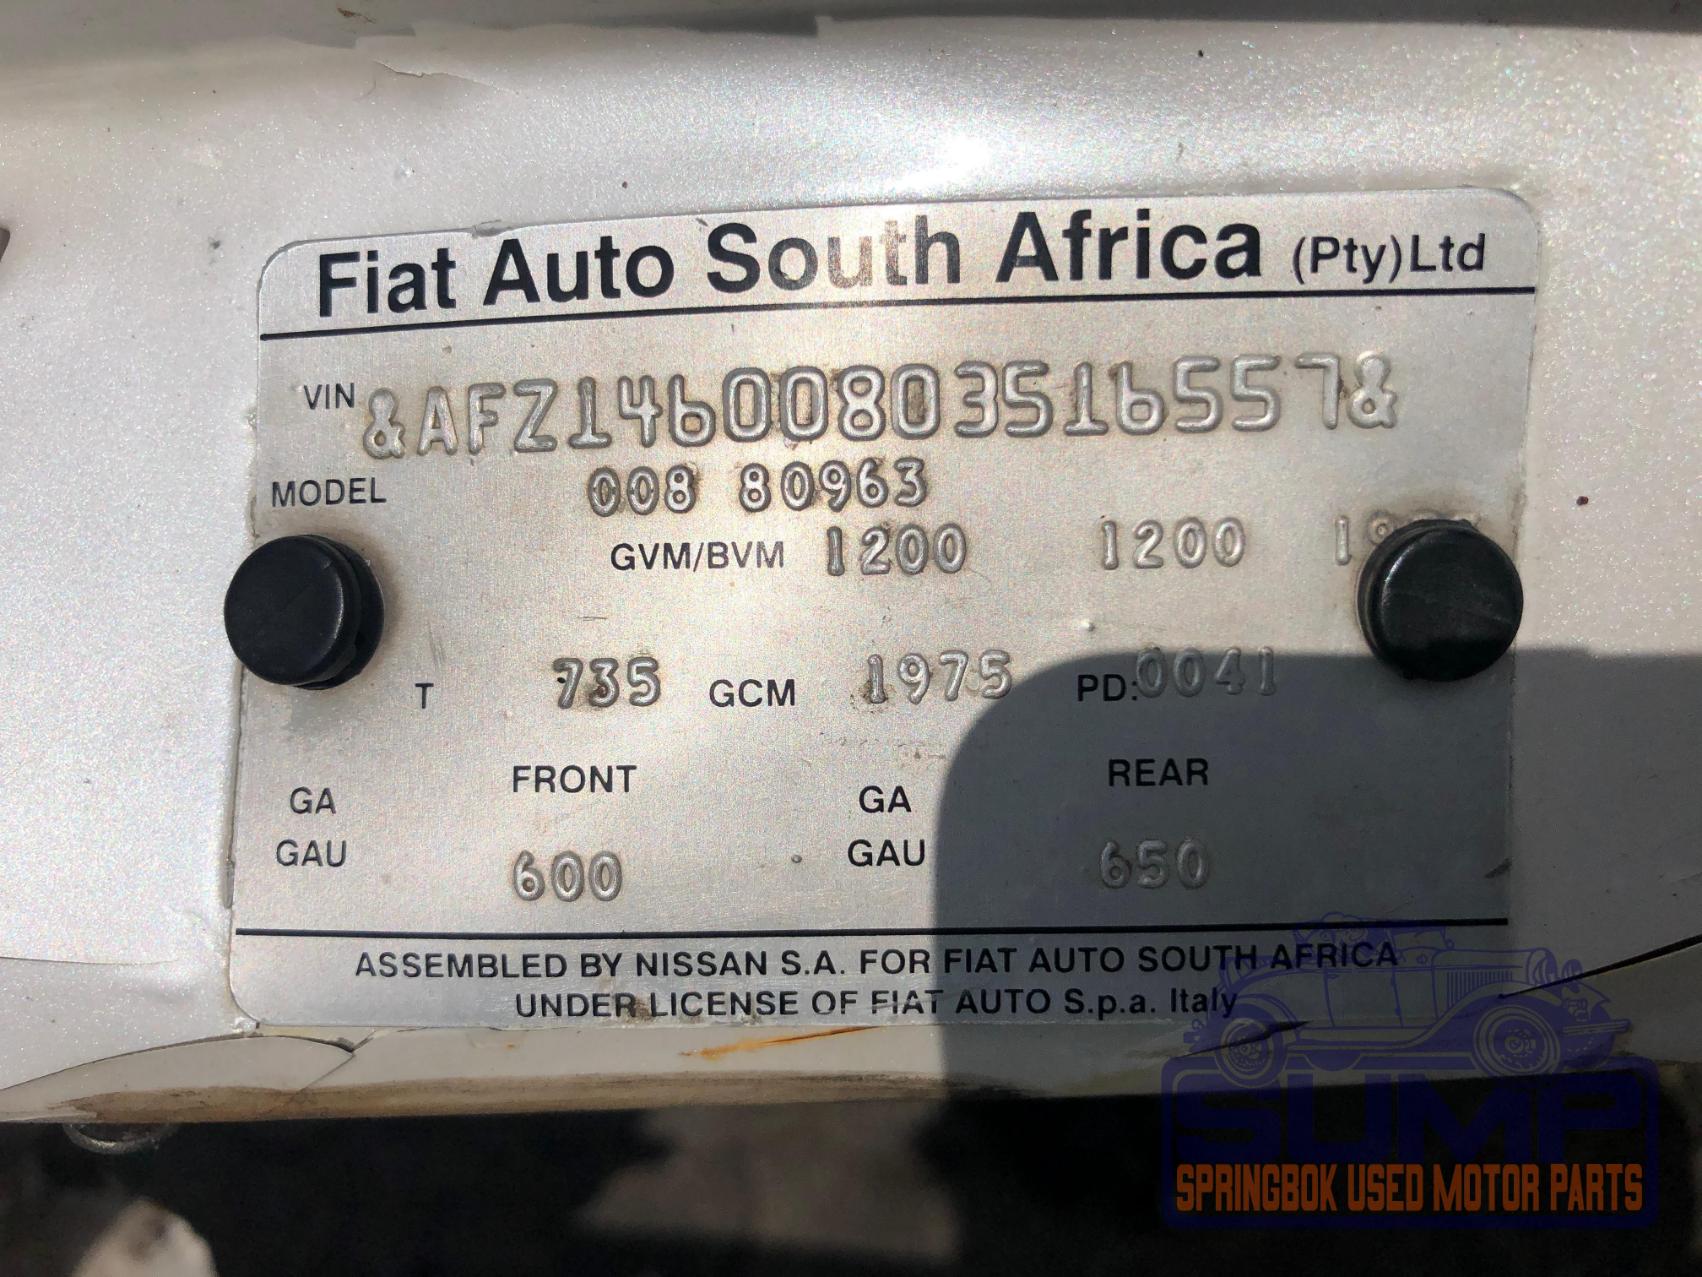 Fiat Auto South Africa (Pty)Ltd
VIN &AFZ14600803516557&
MODEL 008 80963
GVM/BVM 1200 1200
T 735 GCM 1975 PD:0041
FRONT REAR
GA GA
GAU 600 GAU 650
ASSEMBLED BY NISSAN S.A. FOR FIAT AUTO SOUTH AFRICA
UNDER LICENSE OF FIAT AUTO S.p.a. Italy
SUMP
SPRINGBOK USED MOTOR PARTS